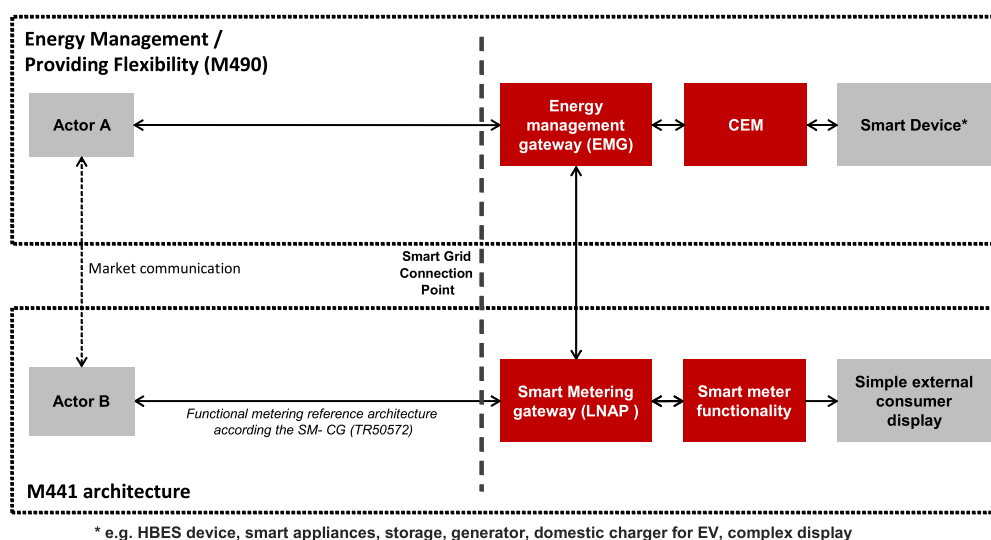 Energy Management /
Providing Flexibility (M490)
Actor A
Energy
management
gateway (EMG)
CEM
Smart Device*
Market communication
Smart Grid
Connection
Point
Actor B
Functional metering reference architecture
according the SM- CG (TR50572)
Smart Metering
gateway (LNAP )
Smart meter
functionality
Simple external
consumer
display
M441 architecture
* e.g. HBES device, smart appliances, storage, generator, domestic charger for EV, complex display